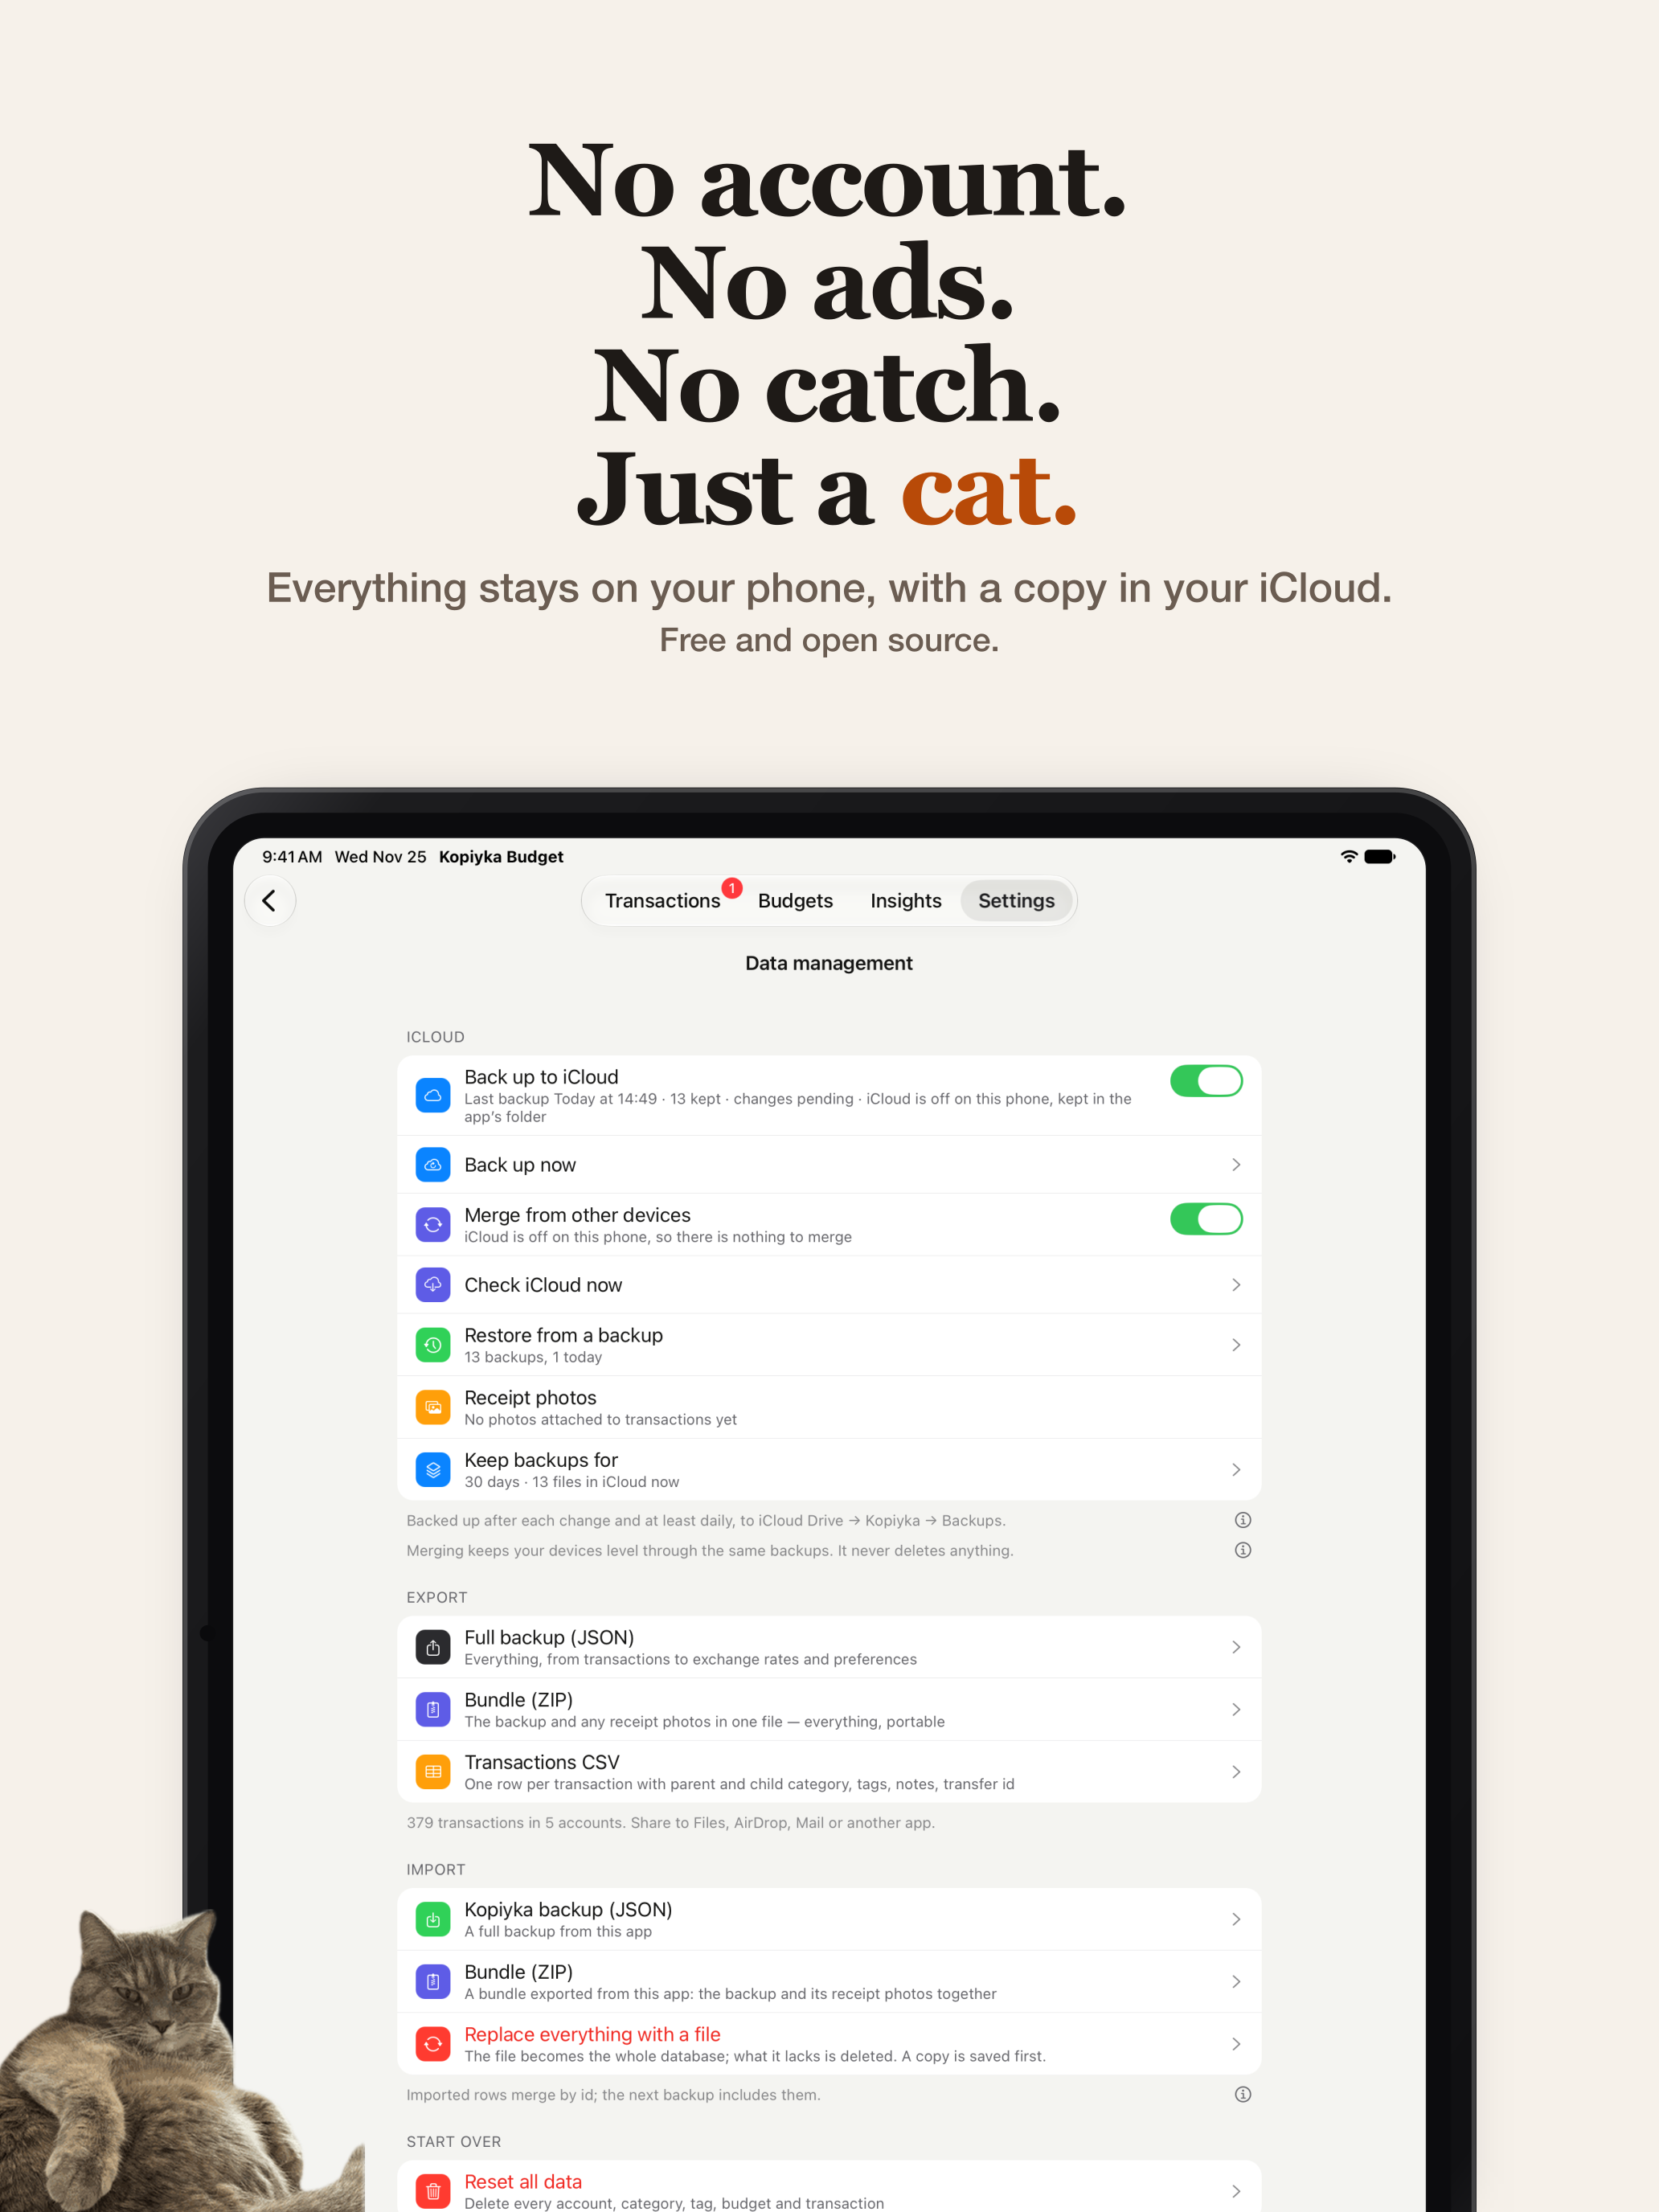 No account.
No ads.
No catch.
Just a cat.
Everything stays on your phone, with a copy in your iCloud.
Free and open source.
9:41 AM Wed Nov 25 Kopiyka Budget
Transactions 1 Budgets Insights Settings
Data management
ICLOUD
Back up to iCloud
Last backup Today at 14:49 · 13 kept · changes pending · iCloud is off on this phone, kept in the
app's folder
Back up now
Merge from other devices
iCloud is off on this phone, so there is nothing to merge
Check iCloud now
Restore from a backup
13 backups, 1 today
Receipt photos
No photos attached to transactions yet
Keep backups for
30 days · 13 files in iCloud now
Backed up after each change and at least daily, to iCloud Drive → Kopiyka → Backups.
Merging keeps your devices level through the same backups. It never deletes anything.
EXPORT
Full backup (JSON)
Everything, from transactions to exchange rates and preferences
Bundle (ZIP)
The backup and any receipt photos in one file — everything, portable
Transactions CSV
One row per transaction with parent and child category, tags, notes, transfer id
379 transactions in 5 accounts. Share to Files, AirDrop, Mail or another app.
IMPORT
Kopiyka backup (JSON)
A full backup from this app
Bundle (ZIP)
A bundle exported from this app: the backup and its receipt photos together
Replace everything with a file
The file becomes the whole database; what it lacks is deleted. A copy is saved first.
Imported rows merge by id; the next backup includes them.
START OVER
Reset all data
Delete every account, category, tag, budget and transaction